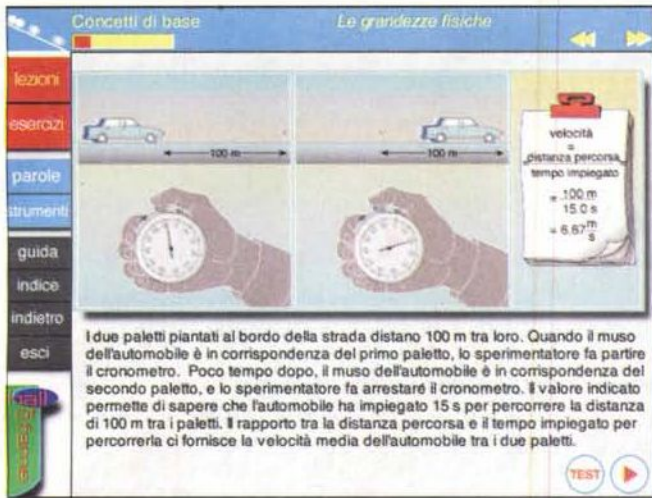 Concetti di base
Le grandezze fisiche
lezioni
esercizi
parole
strumenti
guida
indice
indietro
esci
100 m
100 m
velocità
=
distanza percorsa
tempo impiegato
= 100 m
15.0 s
= 6.67 m
s
I due paletti piantati al bordo della strada distano 100 m tra loro. Quando il muso
dell'automobile è in corrispondenza del primo paletto, lo sperimentatore fa partire
il cronometro. Poco tempo dopo, il muso dell'automobile è in corrispondenza del
secondo paletto, e lo sperimentatore fa arrestare il cronometro. Il valore indicato
permette di sapere che l'automobile ha impiegato 15 s per percorrere la distanza
di 100 m tra i paletti. Il rapporto tra la distanza percorsa e il tempo impiegato per
percorrerla ci fornisce la velocità media dell'automobile tra i due paletti.
TEST